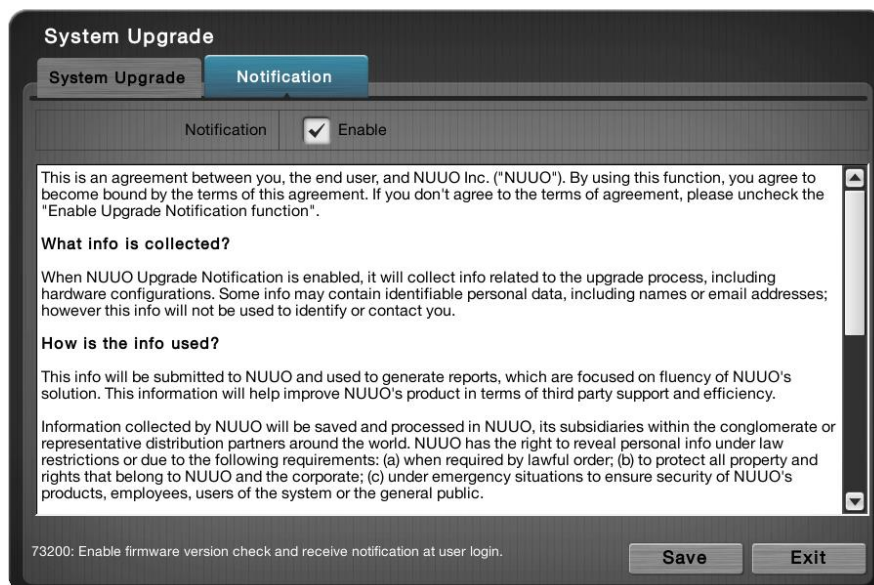 System Upgrade
System Upgrade
Notification
Notification
Enable
This is an agreement between you, the end user, and NUUO Inc. ("NUUO"). By using this function, you agree to
become bound by the terms of this agreement. If you don't agree to the terms of agreement, please uncheck the
"Enable Upgrade Notification function".
What info is collected?
When NUUO Upgrade Notification is enabled, it will collect info related to the upgrade process, including
hardware configurations. Some info may contain identifiable personal data, including names or email addresses;
however this info will not be used to identify or contact you.
How is the info used?
This info will be submitted to NUUO and used to generate reports, which are focused on fluency of NUUO's
solution. This information will help improve NUUO's product in terms of third party support and efficiency.
Information collected by NUUO will be saved and processed in NUUO, its subsidiaries within the conglomerate or
representative distribution partners around the world. NUUO has the right to reveal personal info under law
restrictions or due to the following requirements: (a) when required by lawful order; (b) to protect all property and
rights that belong to NUUO and the corporate; (c) under emergency situations to ensure security of NUUO's
products, employees, users of the system or the general public.
73200: Enable firmware version check and receive notification at user login.
Save
Exit